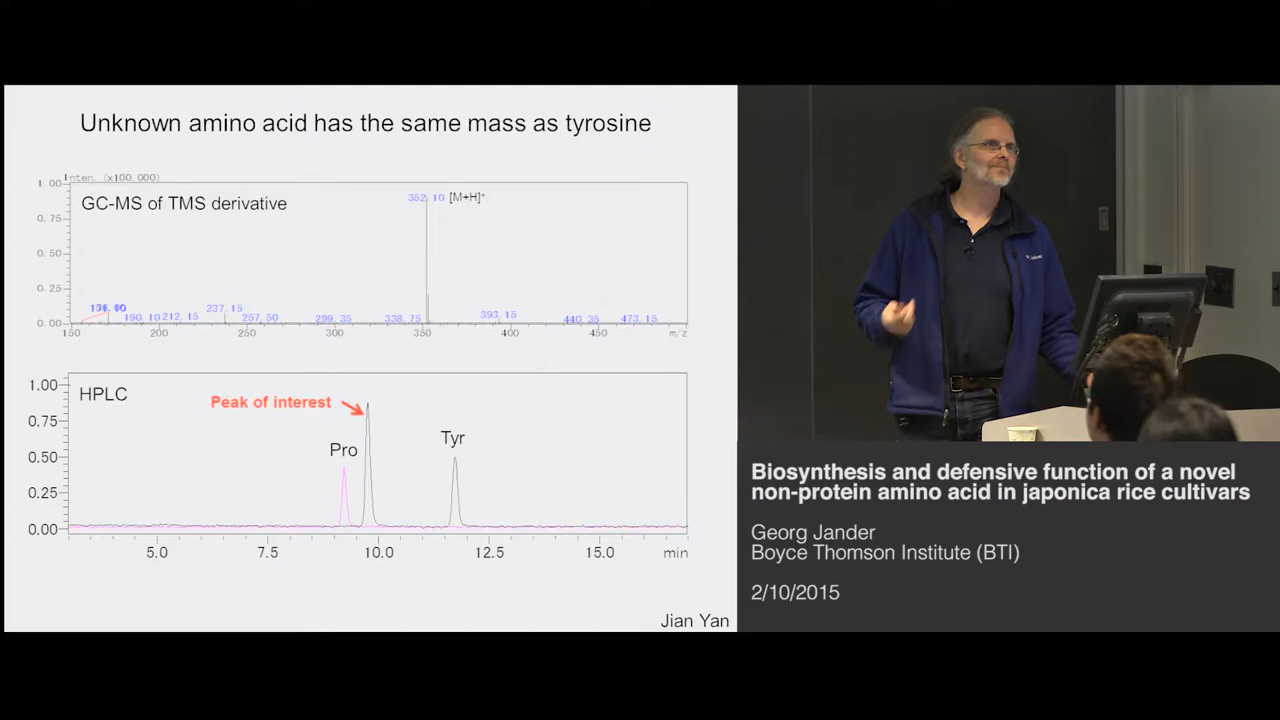 Unknown amino acid has the same mass as tyrosine
Inten. (x100,000)
1.00
GC-MS of TMS derivative
352.10 [M+H]+
0.75
0.50
0.25
237.15
190.10 212.15 257.50 299.35 338.75 393.15 440.35 473.15
0.00
150 200 250 300 350 400 450 m/z
1.00
HPLC
Peak of interest
0.75
Pro
Tyr
0.50
0.25
0.00
5.0 7.5 10.0 12.5 15.0 min
Jian Yan
Biosynthesis and defensive function of a novel
non-protein amino acid in japonica rice cultivars
Georg Jander
Boyce Thomson Institute (BTI)
2/10/2015